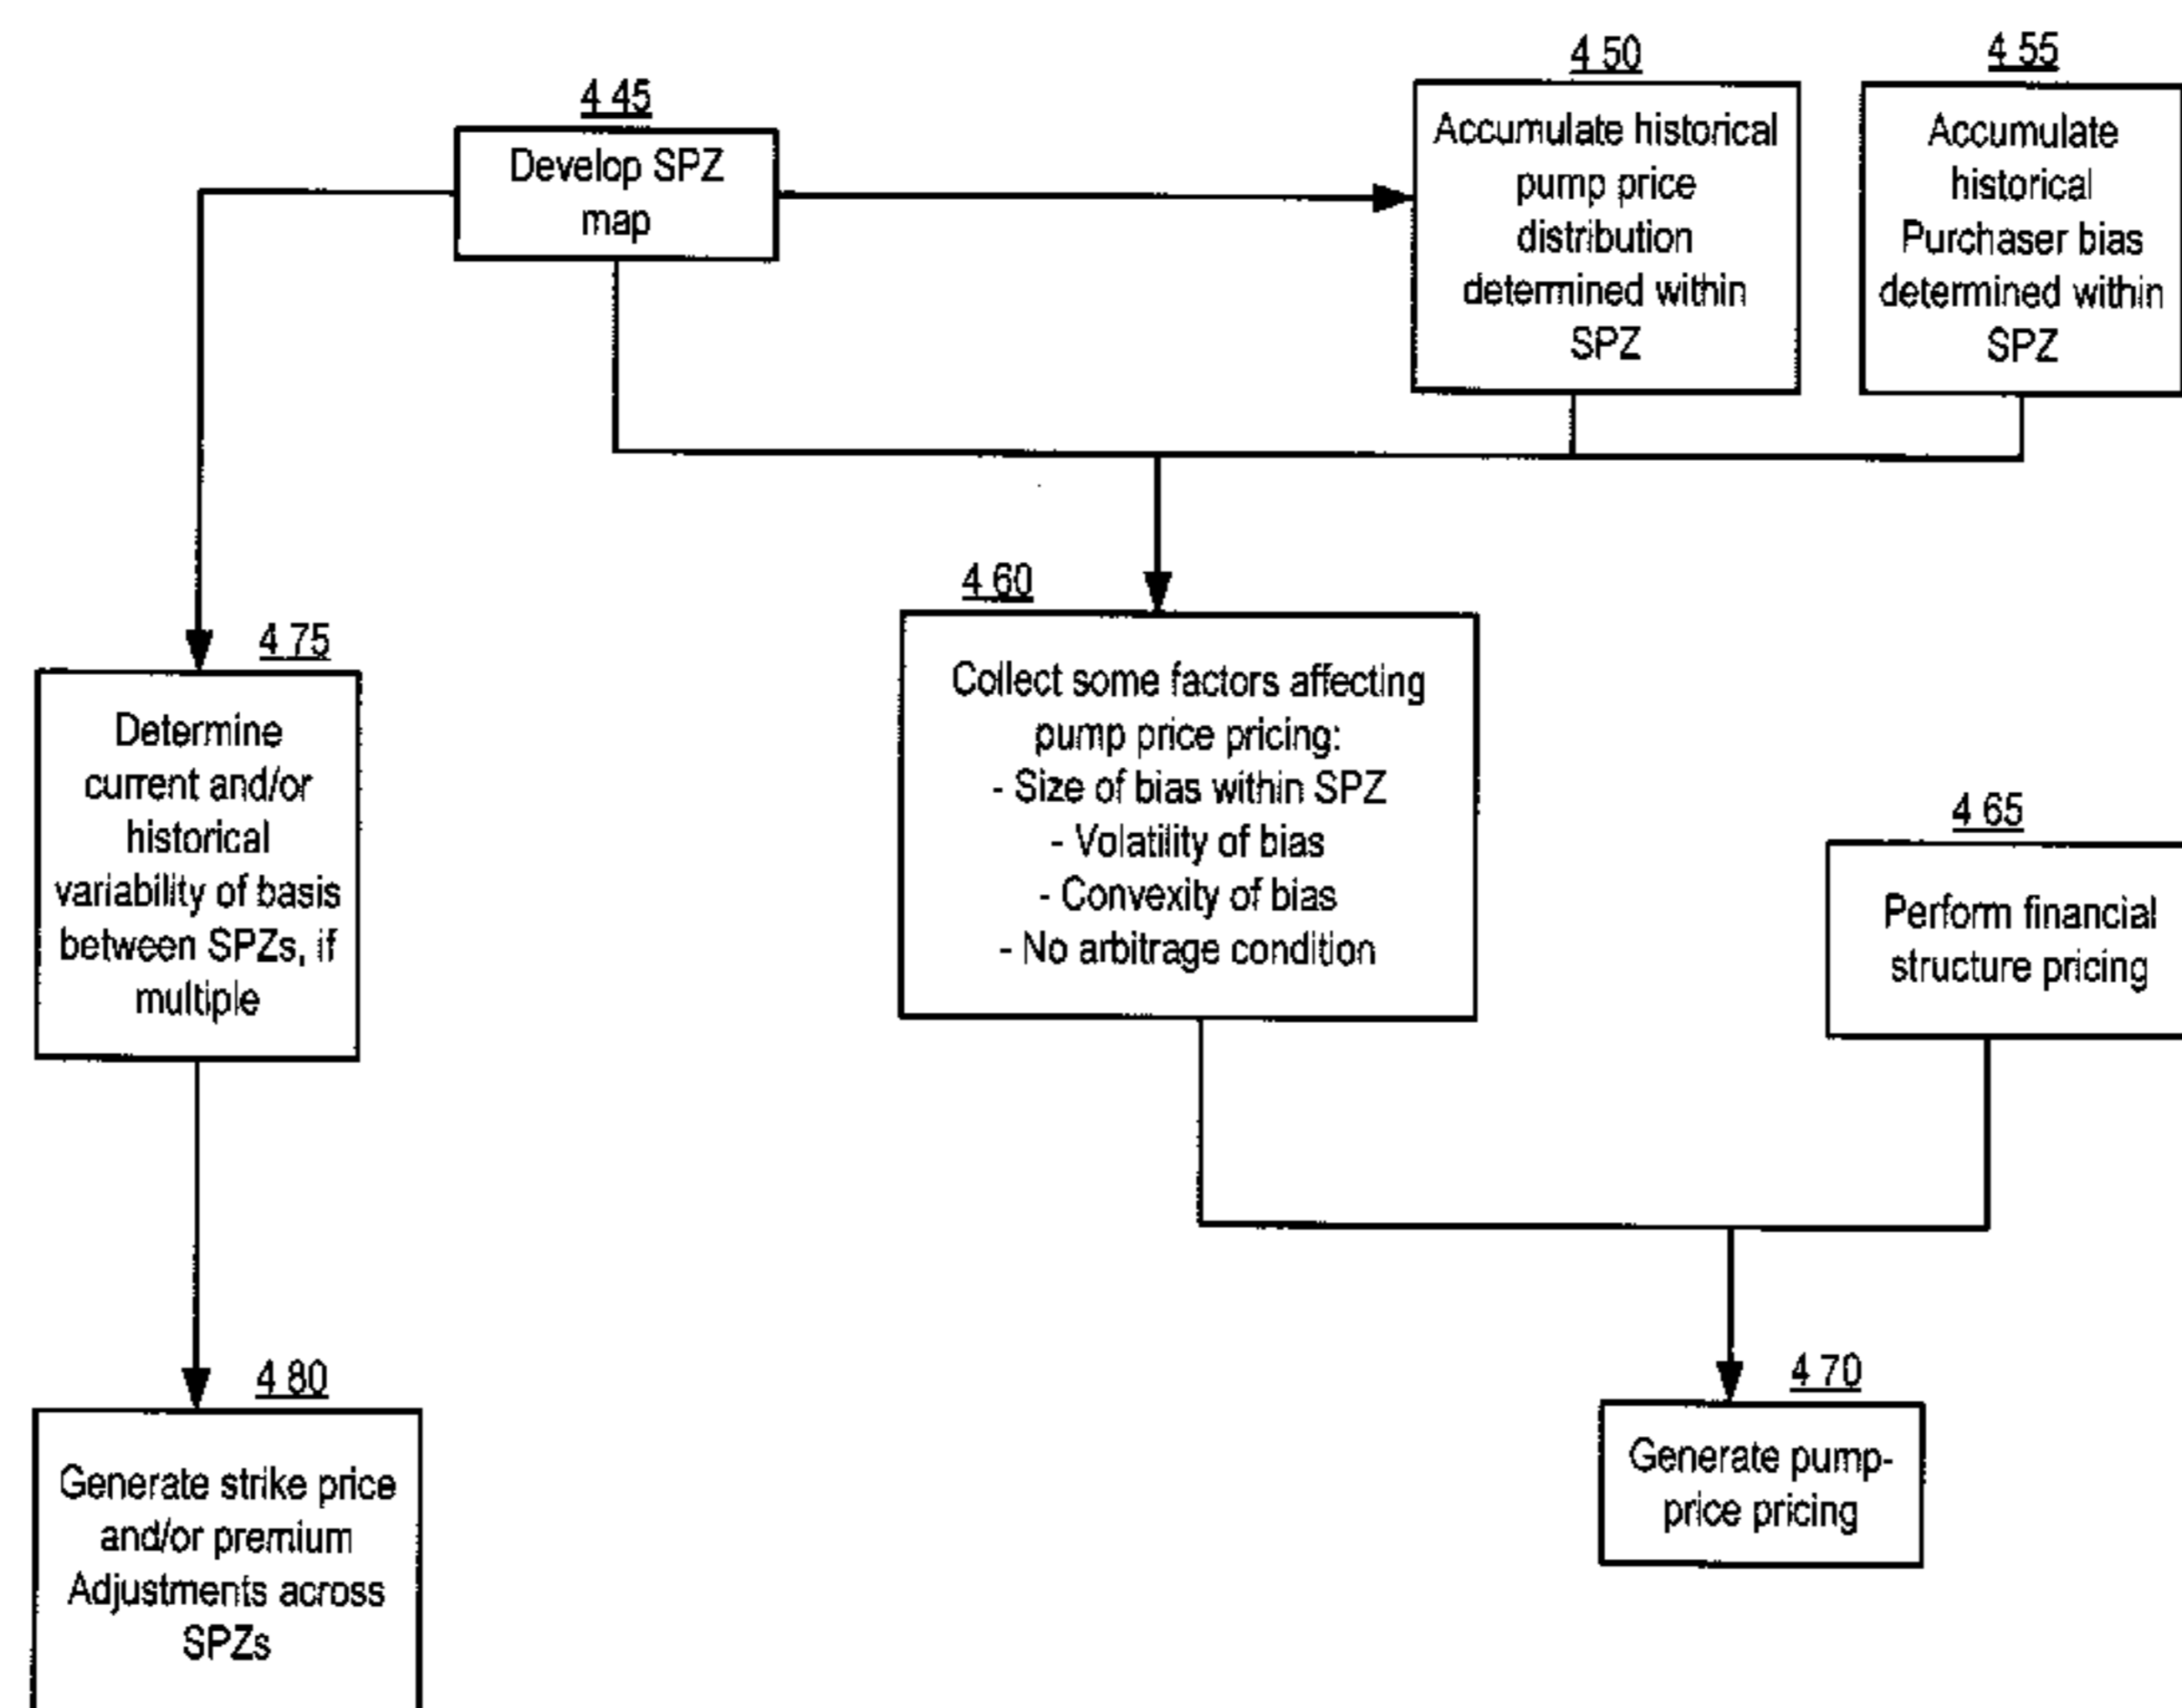 4 45
Develop SPZ
map
4 50
Accumulate historical
pump price
distribution
determined within
SPZ
4 55
Accumulate
historical
Purchaser bias
determined within
SPZ
4 60
Collect some factors affecting
pump price pricing:
- Size of bias within SPZ
- Volatility of bias
- Convexity of bias
- No arbitrage condition
4 75
Determine
current and/or
historical
variability of basis
between SPZs, if
multiple
4 65
Perform financial
structure pricing
4 80
Generate strike price
and/or premium
Adjustments across
SPZs
4 70
Generate pump-
price pricing